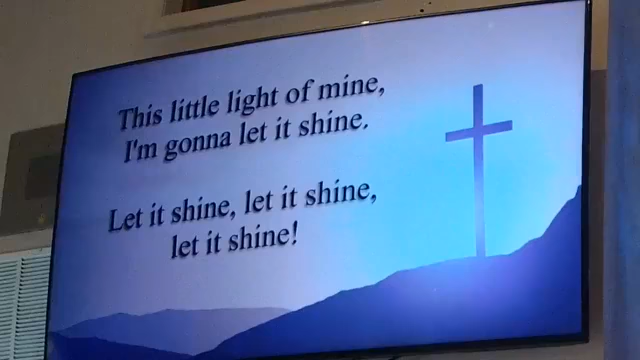 This little light of mine,
I'm gonna let it shine.
Let it shine, let it shine,
let it shine!